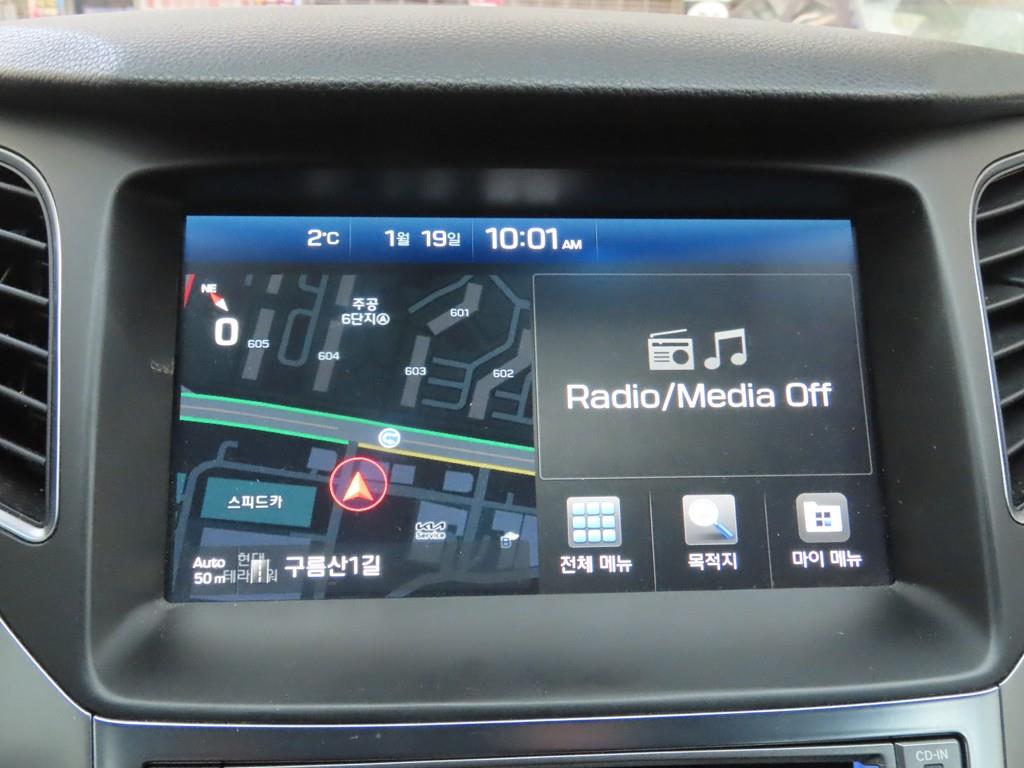 2°C 1월 19일 10:01 AM
NE
0
주공
6단지Ⓐ
601
605
604
603
602
Radio/Media Off
스피드카
KIA
Service
Auto
50 m
현대
구름산1길
전체 메뉴
목적지
마이 메뉴
CD-IN